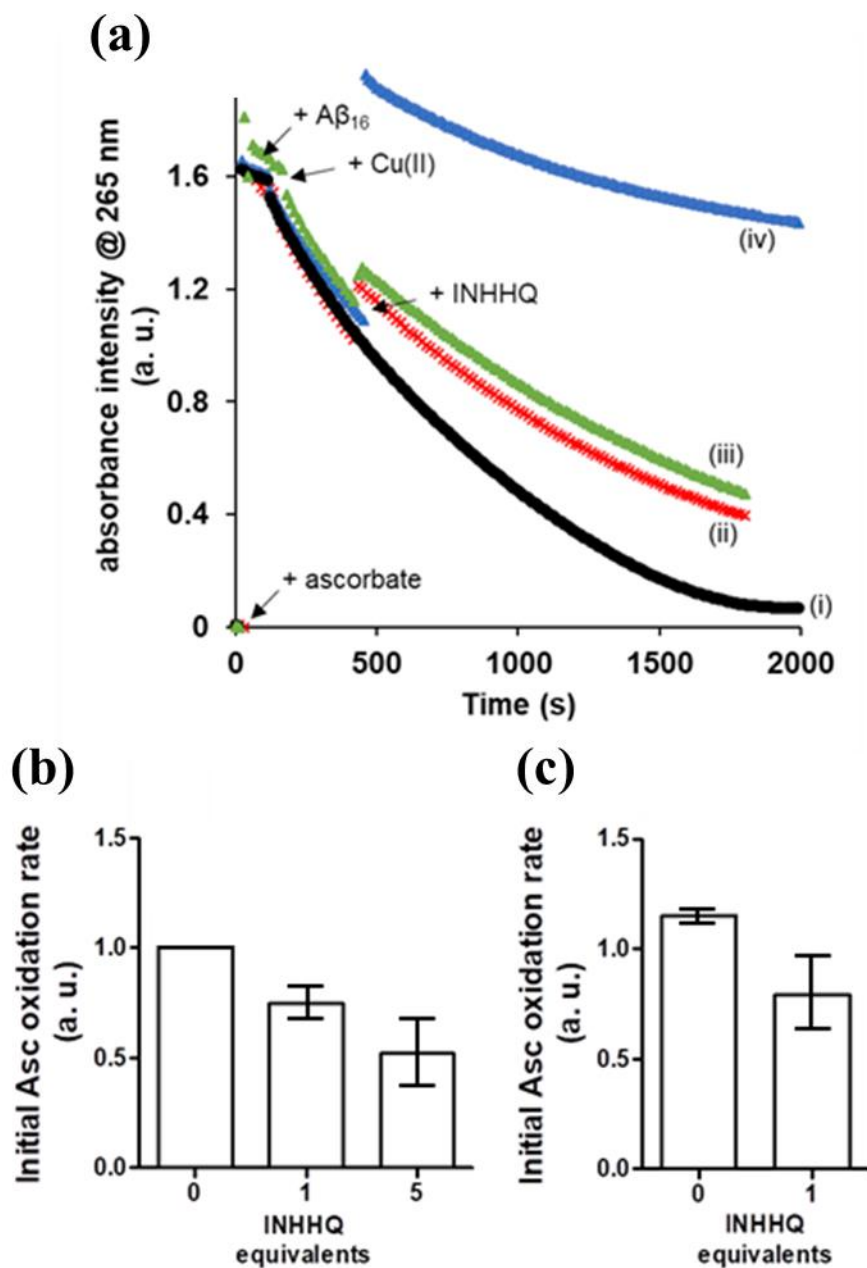 (a)
absorbance intensity @ 265 nm
(a. u.)
1.6
1.2
0.8
0.4
0
+ Aβ₁₆
+ Cu(II)
+ INHHQ
+ ascorbate
(iv)
(iii)
(ii)
(i)
0 500 1000 1500 2000
Time (s)
(b)
Initial Asc oxidation rate
(a. u.)
1.5
1.0
0.5
0.0
0 1 5
INHHQ
equivalents
(c)
Initial Asc oxidation rate
(a. u.)
1.5
1.0
0.5
0.0
0 1
INHHQ
equivalents